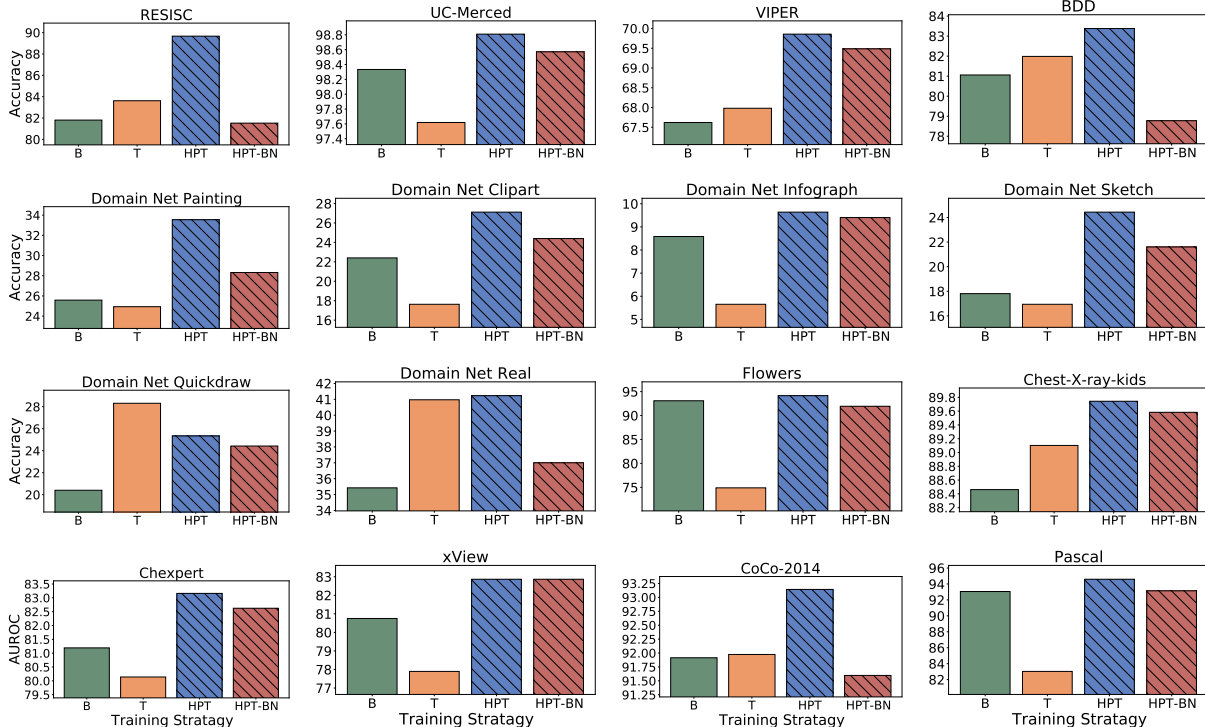 RESISC
Accuracy
90
88
86
84
82
80
B T HPT HPT-BN
UC-Merced
98.8
98.6
98.4
98.2
98.0
97.8
97.6
97.4
B T HPT HPT-BN
VIPER
70.0
69.5
69.0
68.5
68.0
67.5
B T HPT HPT-BN
BDD
84
83
82
81
80
79
78
B T HPT HPT-BN
Domain Net Painting
Accuracy
34
32
30
28
26
24
B T HPT HPT-BN
Domain Net Clipart
28
26
24
22
20
18
16
B T HPT HPT-BN
Domain Net Infograph
10
9
8
7
6
5
B T HPT HPT-BN
Domain Net Sketch
24
22
20
18
16
B T HPT HPT-BN
Domain Net Quickdraw
Accuracy
28
26
24
22
20
B T HPT HPT-BN
Domain Net Real
42
41
40
39
38
37
36
35
34
B T HPT HPT-BN
Flowers
95
90
85
80
75
B T HPT HPT-BN
Chest-X-ray-kids
89.8
89.6
89.4
89.2
89.0
88.8
88.6
88.4
88.2
B T HPT HPT-BN
Chexpert
AUROC
83.5
83.0
82.5
82.0
81.5
81.0
80.5
80.0
79.5
B T HPT HPT-BN
Training Stratagy
xView
83
82
81
80
79
78
77
B T HPT HPT-BN
Training Stratagy
CoCo-2014
93.25
93.00
92.75
92.50
92.25
92.00
91.75
91.50
91.25
B T HPT HPT-BN
Training Stratagy
Pascal
96
94
92
90
88
86
84
82
B T HPT HPT-BN
Training Stratagy